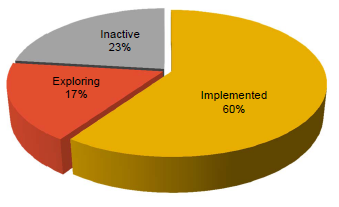 Inactive
23%
Exploring
17%
Implemented
60%